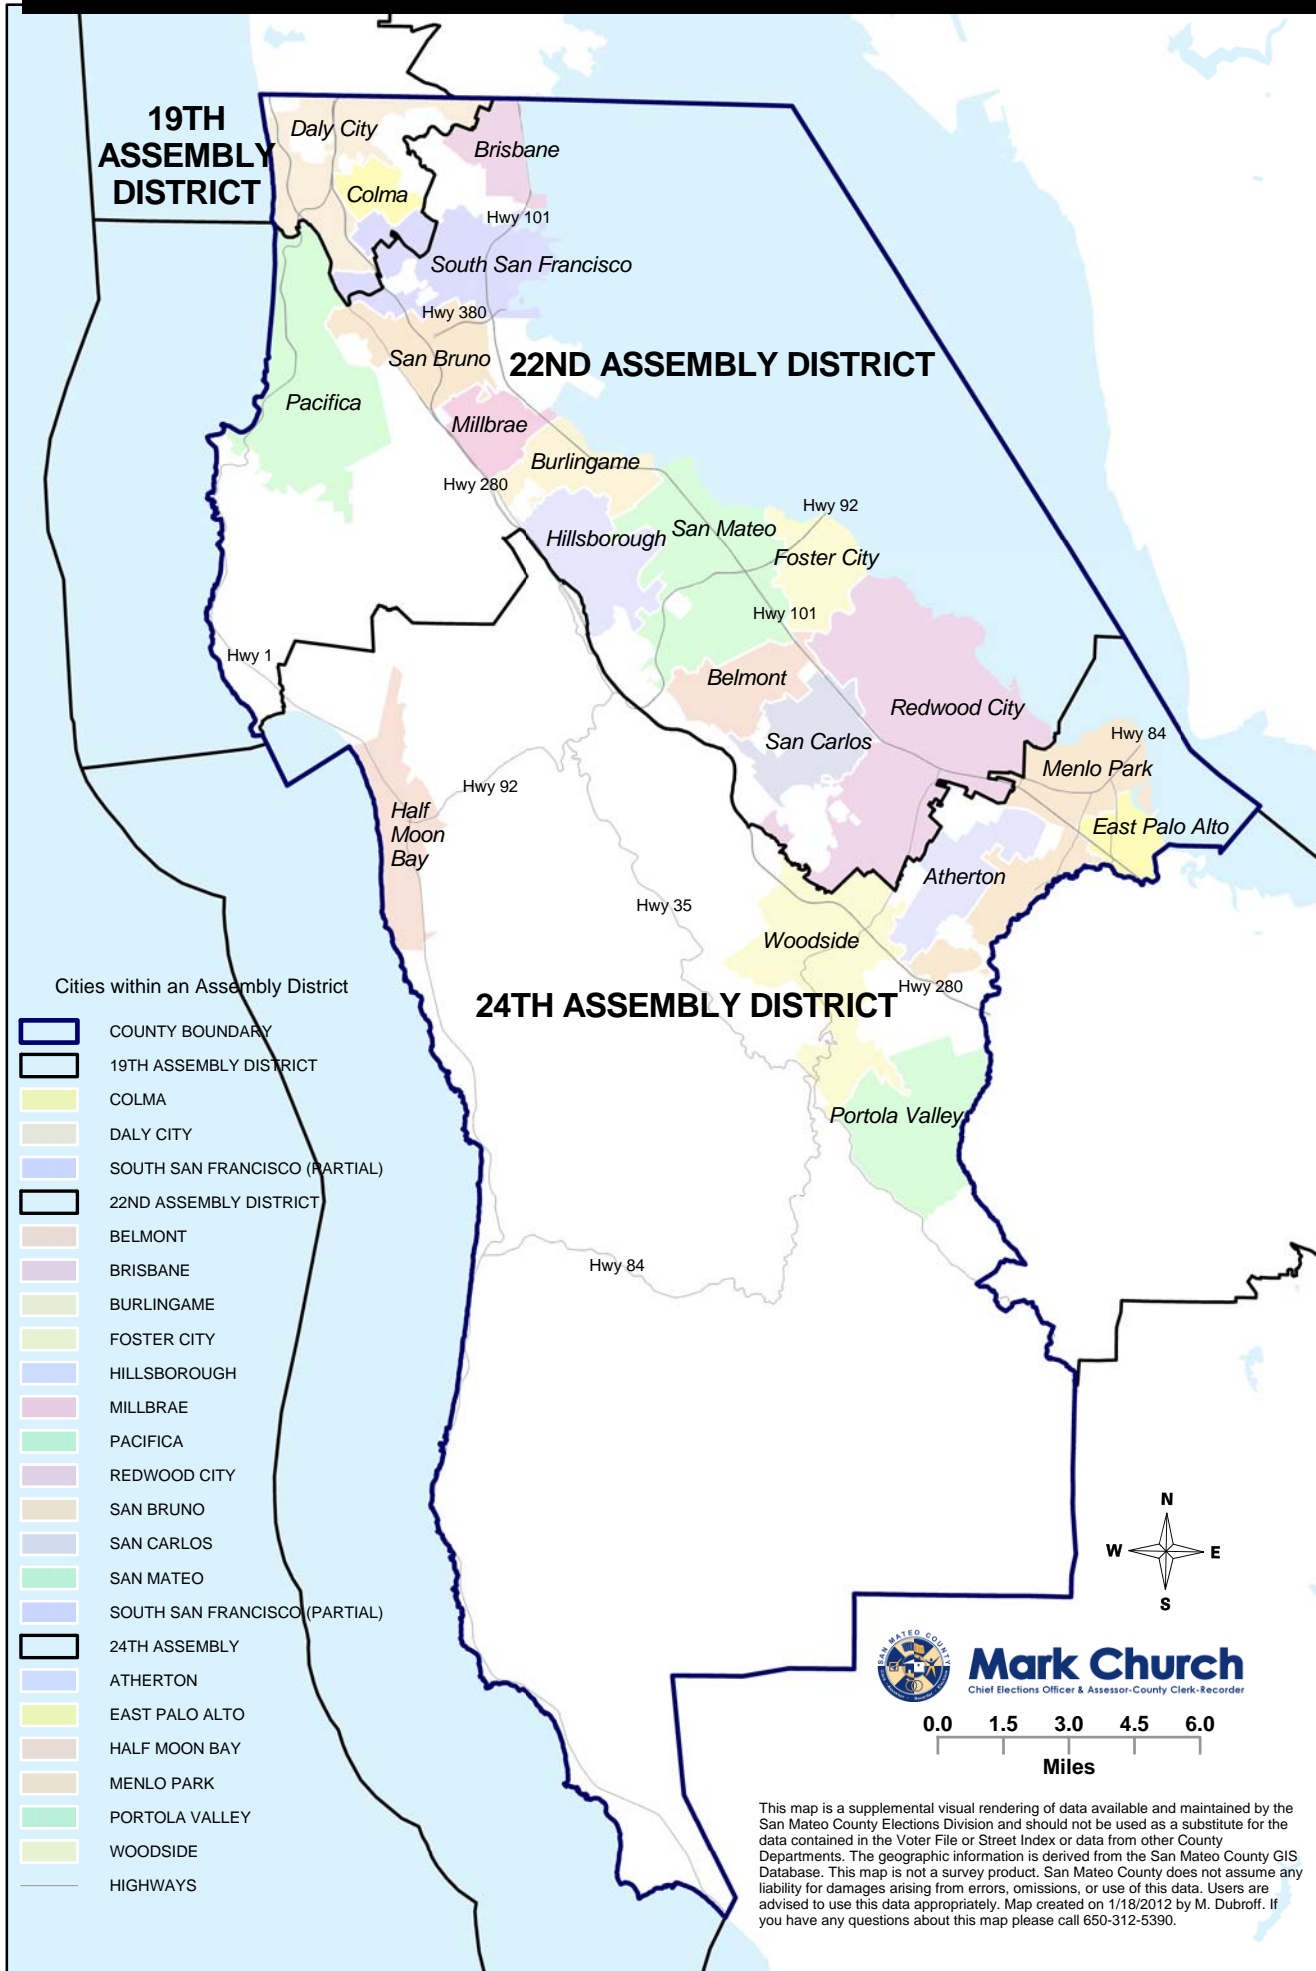 19TH
ASSEMBLY
DISTRICT
Daly City
Brisbane
Colma
Hwy 101
South San Francisco
Hwy 380
San Bruno
22ND ASSEMBLY DISTRICT
Pacifica
Millbrae
Burlingame
Hwy 280
Hwy 92
San Mateo
Hillsborough
Foster City
Hwy 101
Hwy 1
Belmont
Redwood City
Hwy 84
San Carlos
Menlo Park
Hwy 92
Half
Moon
Bay
East Palo Alto
Atherton
Hwy 35
Woodside
Hwy 280
24TH ASSEMBLY DISTRICT
Portola Valley
Hwy 84
Cities within an Assembly District
COUNTY BOUNDARY
19TH ASSEMBLY DISTRICT
COLMA
DALY CITY
SOUTH SAN FRANCISCO (PARTIAL)
22ND ASSEMBLY DISTRICT
BELMONT
BRISBANE
BURLINGAME
FOSTER CITY
HILLSBOROUGH
MILLBRAE
PACIFICA
REDWOOD CITY
SAN BRUNO
SAN CARLOS
SAN MATEO
SOUTH SAN FRANCISCO (PARTIAL)
24TH ASSEMBLY
ATHERTON
EAST PALO ALTO
HALF MOON BAY
MENLO PARK
PORTOLA VALLEY
WOODSIDE
HIGHWAYS
N
W E
S
SAN MATEO COUNTY
Mark Church
Chief Elections Officer & Assessor-County Clerk-Recorder
0.0 1.5 3.0 4.5 6.0
Miles
This map is a supplemental visual rendering of data available and maintained by the
San Mateo County Elections Division and should not be used as a substitute for the
data contained in the Voter File or Street Index or data from other County
Departments. The geographic information is derived from the San Mateo County GIS
Database. This map is not a survey product. San Mateo County does not assume any
liability for damages arising from errors, omissions, or use of this data. Users are
advised to use this data appropriately. Map created on 1/18/2012 by M. Dubroff. If
you have any questions about this map please call 650-312-5390.